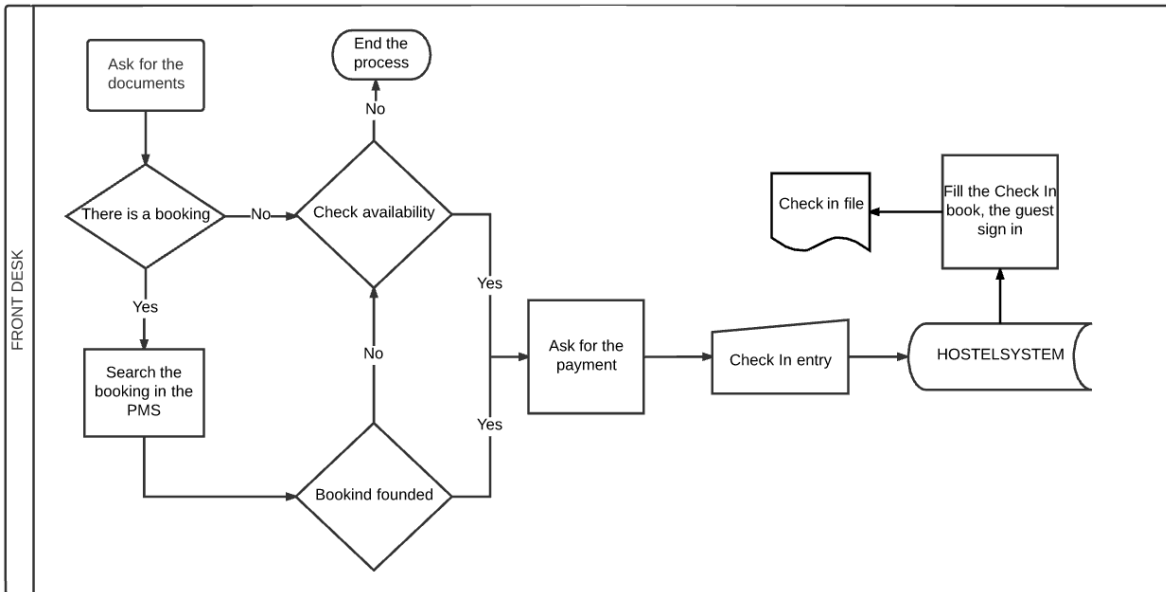 FRONT DESK
Ask for the
documents
There is a booking
No
Yes
Search the
booking in the
PMS
End the
process
No
Check availability
No
Bookind founded
Yes
Yes
Ask for the
payment
Check In entry
HOSTELSYSTEM
Fill the Check In
book, the guest
sign in
Check in file